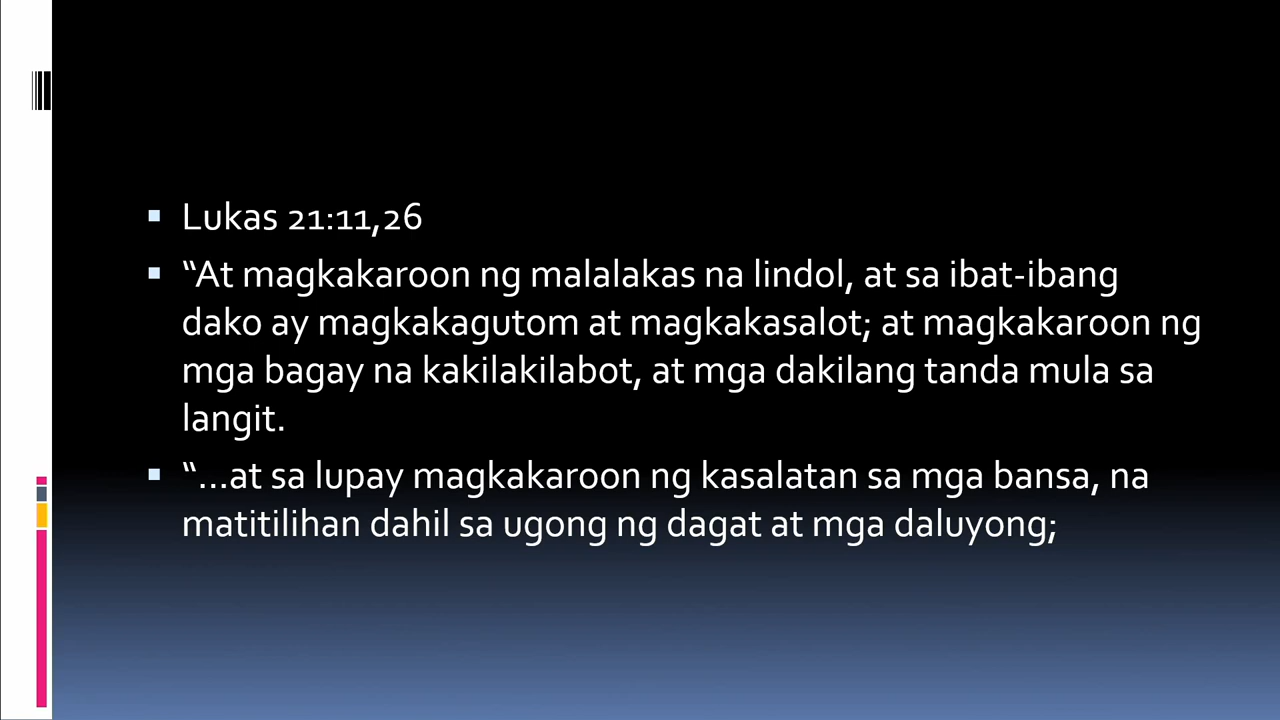 Lukas 21:11,26
“At magkakaroon ng malalakas na lindol, at sa ibat-ibang
dako ay magkakagutom at magkakasalot; at magkakaroon ng
mga bagay na kakilakilabot, at mga dakilang tanda mula sa
langit.
“...at sa lupay magkakaroon ng kasalatan sa mga bansa, na
matitilihan dahil sa ugong ng dagat at mga daluyong;